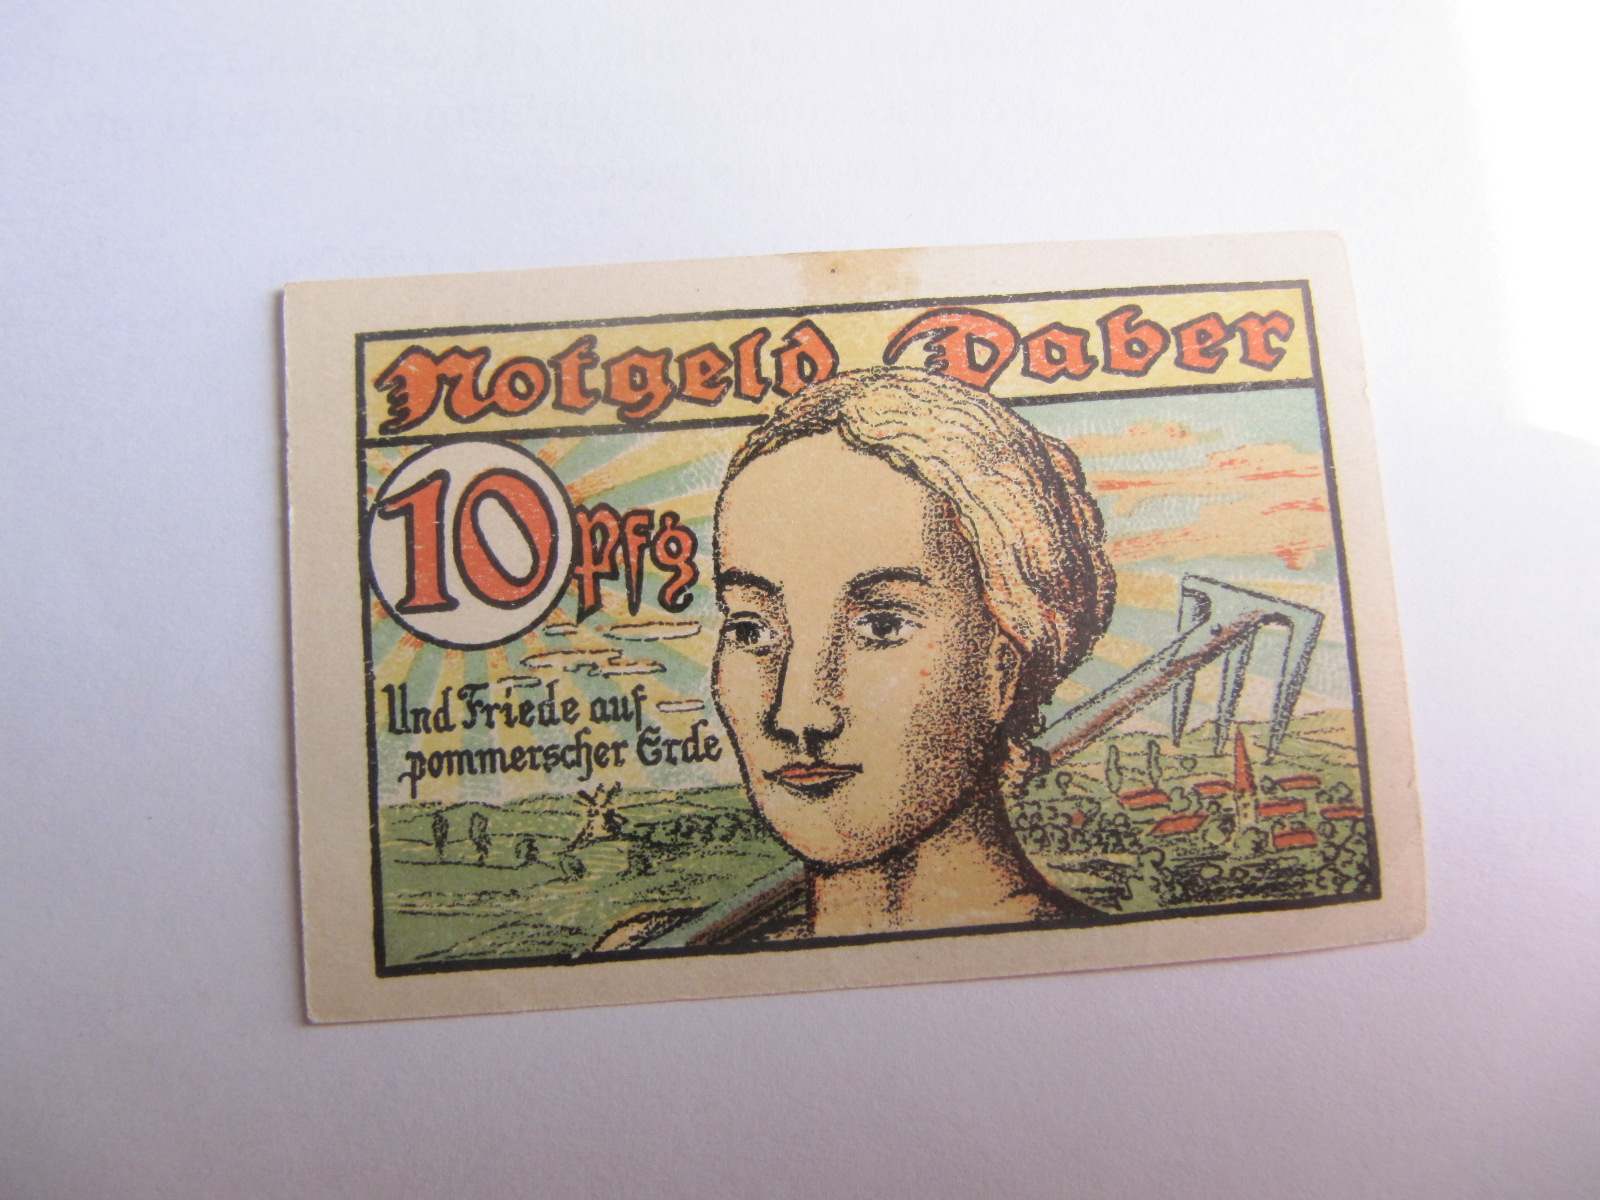 Notgeld Daber
10 Pfg
Und Friede auf
pommerscher Erde